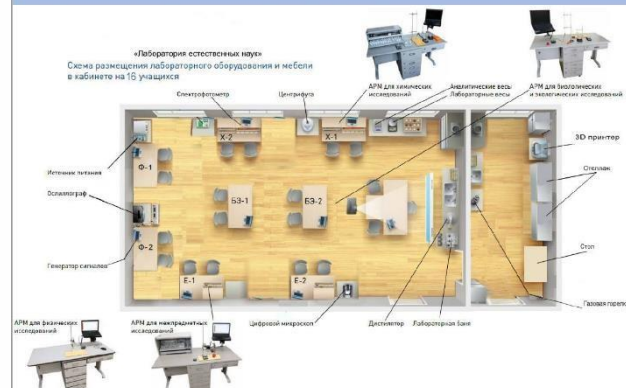 «Лаборатория естественных наук»
Схема размещения лабораторного оборудования и мебели
в кабинете на 16 учащихся
Спектрофотометр
Центрифуга
АРМ для химических
исследований
Аналитические весы
Лабораторные весы
АРМ для биологических
и экологических исследований
3D принтер
Стеллаж
Стол
Газовая горелка
Источник питания
Осциллограф
Генератор сигналов
Х-2
Х-1
Ф-1
Ф-2
БЭ-1
БЭ-2
Е-1
Е-2
АРМ для физических
исследований
АРМ для межпредметных
исследований
Цифровой микроскоп
Дистилятор
Лабораторная баня